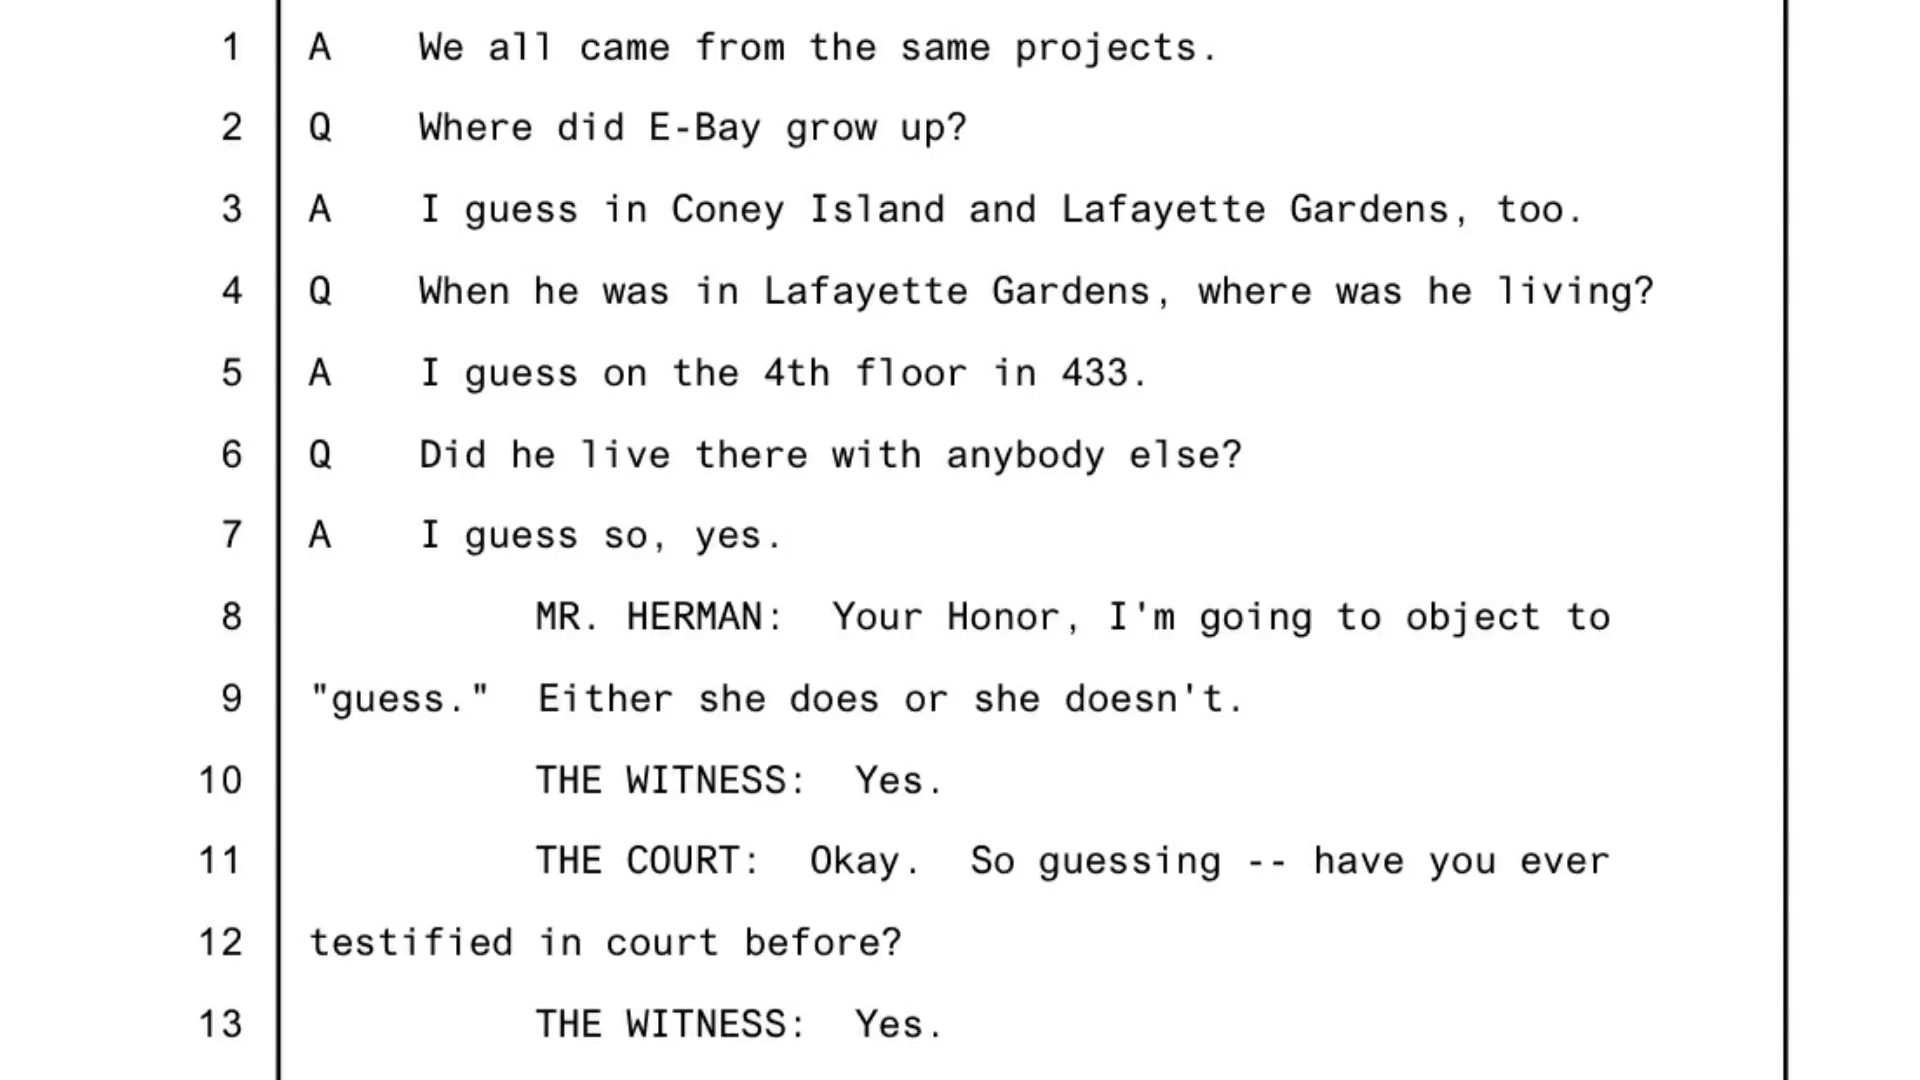 1 A We all came from the same projects.
2 Q Where did E-Bay grow up?
3 A I guess in Coney Island and Lafayette Gardens, too.
4 Q When he was in Lafayette Gardens, where was he living?
5 A I guess on the 4th floor in 433.
6 Q Did he live there with anybody else?
7 A I guess so, yes.
8 MR. HERMAN: Your Honor, I'm going to object to
9 "guess." Either she does or she doesn't.
10 THE WITNESS: Yes.
11 THE COURT: Okay. So guessing -- have you ever
12 testified in court before?
13 THE WITNESS: Yes.